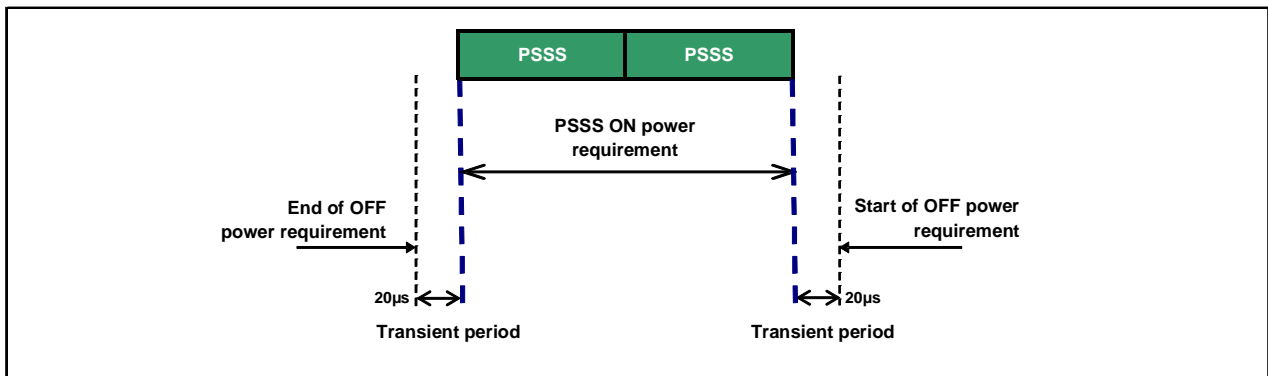 PSSS PSSS
PSSS ON power
requirement
End of OFF
power requirement
Start of OFF power
requirement
20µs
20µs
Transient period
Transient period